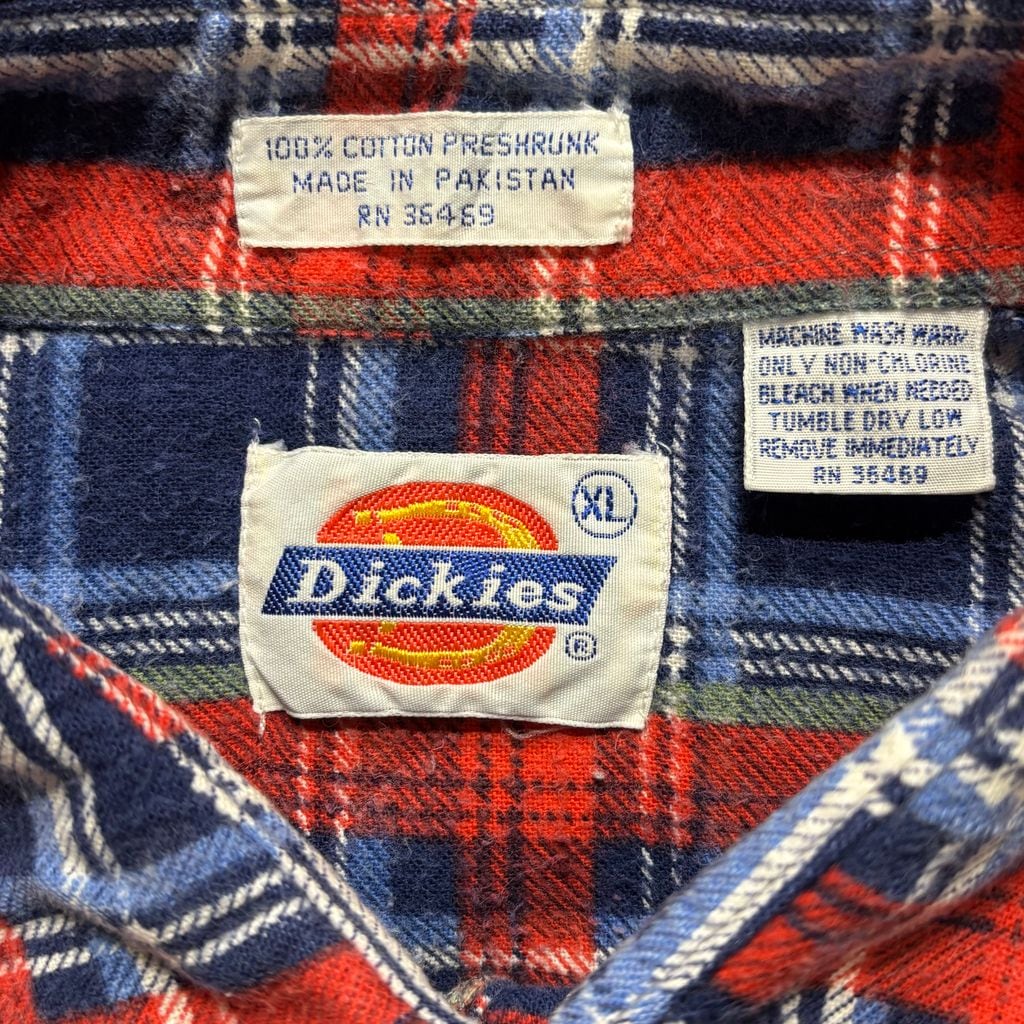 100% COTTON PRESHRUNK
MADE IN PAKISTAN
RN 36469
MACHINE WASH WARM
ONLY NON-CHLORINE
BLEACH WHEN NEEDED
TUMBLE DRY LOW
REMOVE IMMEDIATELY
RN 36469
XL
Dickies
®